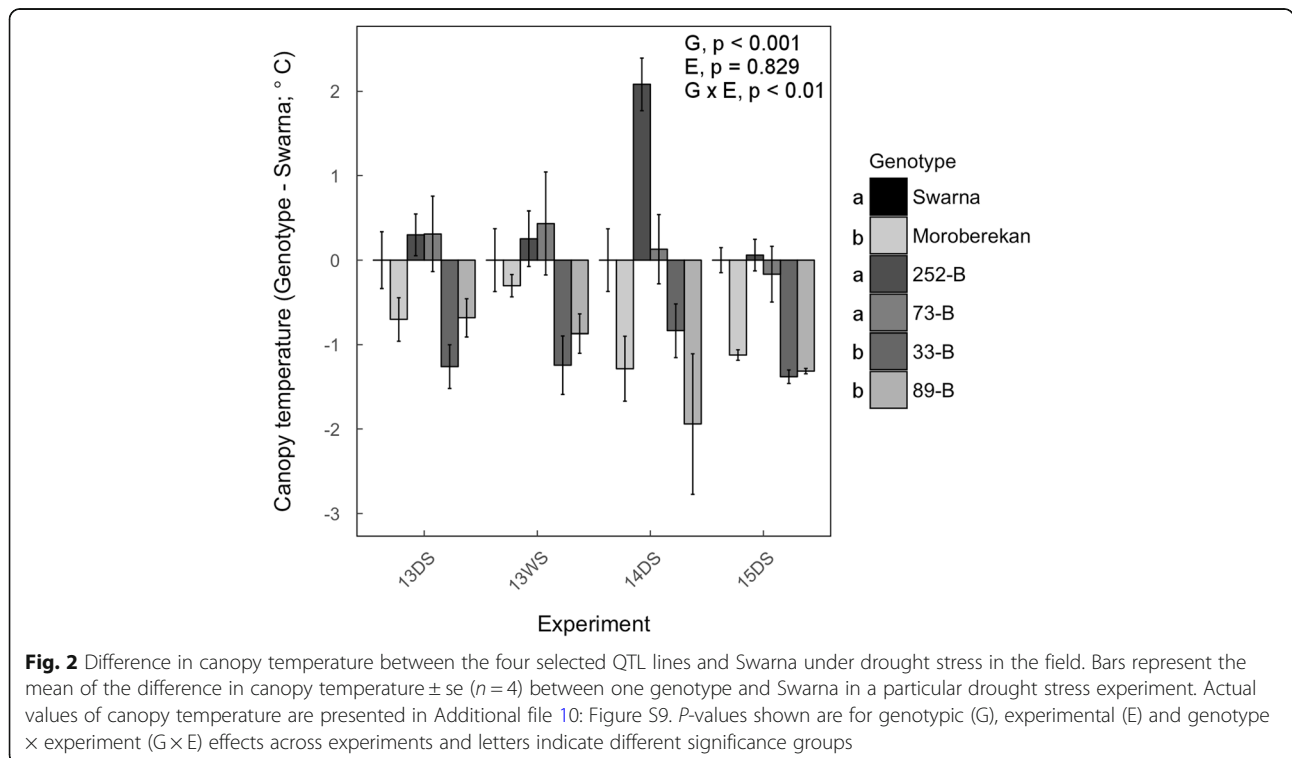 G, p < 0.001
E, p = 0.829
G x E, p < 0.01
Canopy temperature (Genotype - Swarna; ° C)
2
1
0
-1
-2
-3
13DS
13WS
14DS
15DS
Experiment
Genotype
a Swarna
b Moroberekan
a 252-B
a 73-B
b 33-B
b 89-B
Fig. 2 Difference in canopy temperature between the four selected QTL lines and Swarna under drought stress in the field. Bars represent the
mean of the difference in canopy temperature ± se (n = 4) between one genotype and Swarna in a particular drought stress experiment. Actual
values of canopy temperature are presented in Additional file 10: Figure S9. P-values shown are for genotypic (G), experimental (E) and genotype
× experiment (G × E) effects across experiments and letters indicate different significance groups